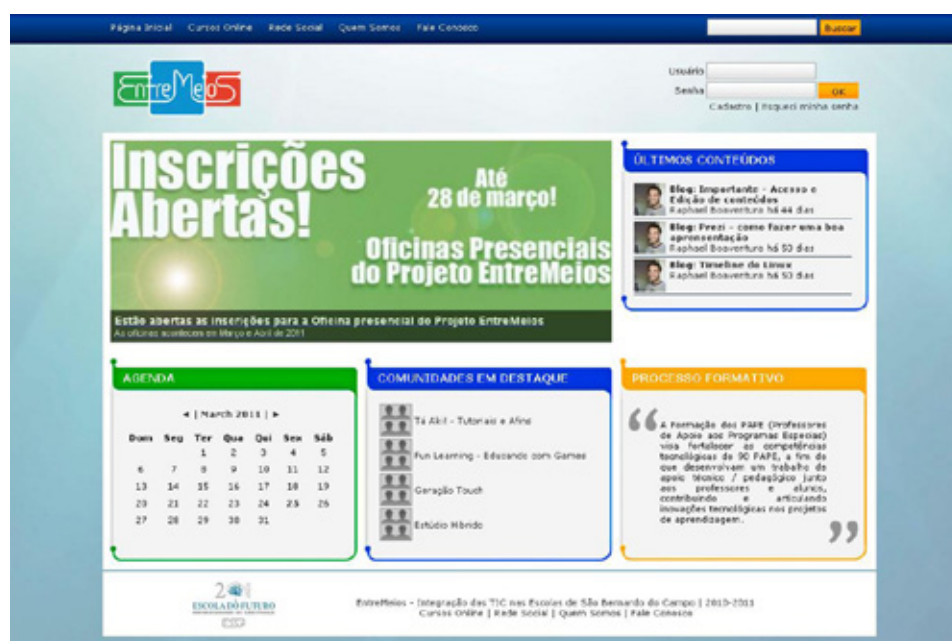 Página Inicial Cursos Online Rede Social Quem Somos Fale Conosco
Buscar
EntreMeios
Usuário
Senha
OK
Cadastro | Esqueci minha senha
Inscrições
Abertas!
Até
28 de março!
Oficinas Presenciais
do Projeto EntreMeios
Estão abertas as inscrições para a Oficina presencial do Projeto EntreMeios
As oficinas acontecem em Março e Abril de 2011
ÚLTIMOS CONTEÚDOS
Blog: Importante - Acesso e
Edição de conteúdos
Raphael Boaventura há 44 dias
Blog: Prezi - como fazer uma boa
apresentação
Raphael Boaventura há 50 dias
Blog: Timeline do Linux
Raphael Boaventura há 53 dias
AGENDA
◄ | March 2011 | ►
Dom Seg Ter Qua Qui Sex Sáb
1 2 3 4 5
6 7 8 9 10 11 12
13 14 15 16 17 18 19
20 21 22 23 24 25 26
27 28 29 30 31
COMUNIDADES EM DESTAQUE
Tá Aki! - Tutoriais e Afins
Fun Learning - Educando com Games
Geração Touch
Estúdio Híbrido
PROCESSO FORMATIVO
“ A Formação dos PAPE (Professores
de Apoio aos Programas Especiais)
visa fortalecer as competências
tecnológicas de 90 PAPE, a fim de
que desenvolvam um trabalho de
apoio técnico / pedagógico junto
aos professores e alunos,
contribuindo e articulando
inovações tecnológicas nos projetos
de aprendizagem. ”
ESCOLA DO FUTURO
USP
EntreMeios - Integração das TIC nas Escolas de São Bernardo do Campo | 2010-2011
Cursos Online | Rede Social | Quem Somos | Fale Conosco